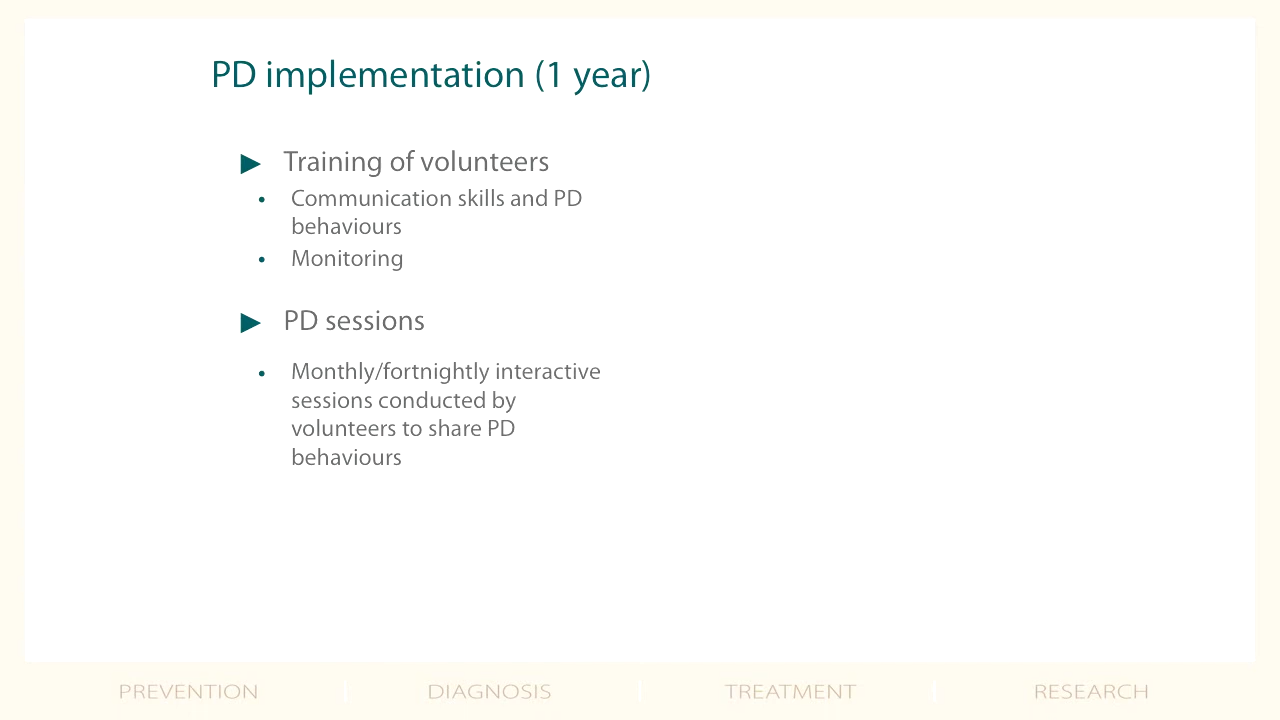 PD implementation (1 year)
Training of volunteers
Communication skills and PD
behaviours
Monitoring
PD sessions
Monthly/fortnightly interactive
sessions conducted by
volunteers to share PD
behaviours
PREVENTION DIAGNOSIS TREATMENT RESEARCH